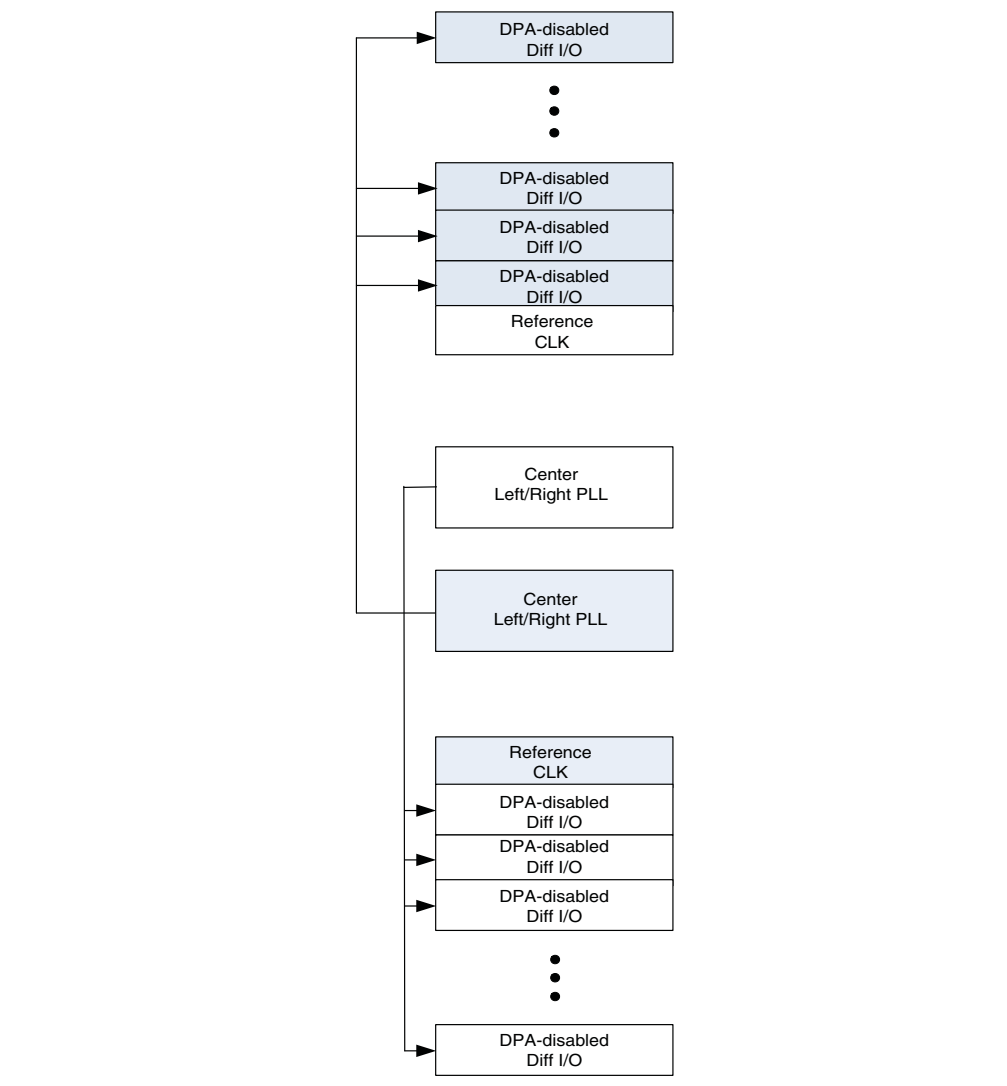 DPA-disabled
Diff I/O
DPA-disabled
Diff I/O
DPA-disabled
Diff I/O
DPA-disabled
Diff I/O
Reference
CLK
Center
Left/Right PLL
Center
Left/Right PLL
Reference
CLK
DPA-disabled
Diff I/O
DPA-disabled
Diff I/O
DPA-disabled
Diff I/O
DPA-disabled
Diff I/O